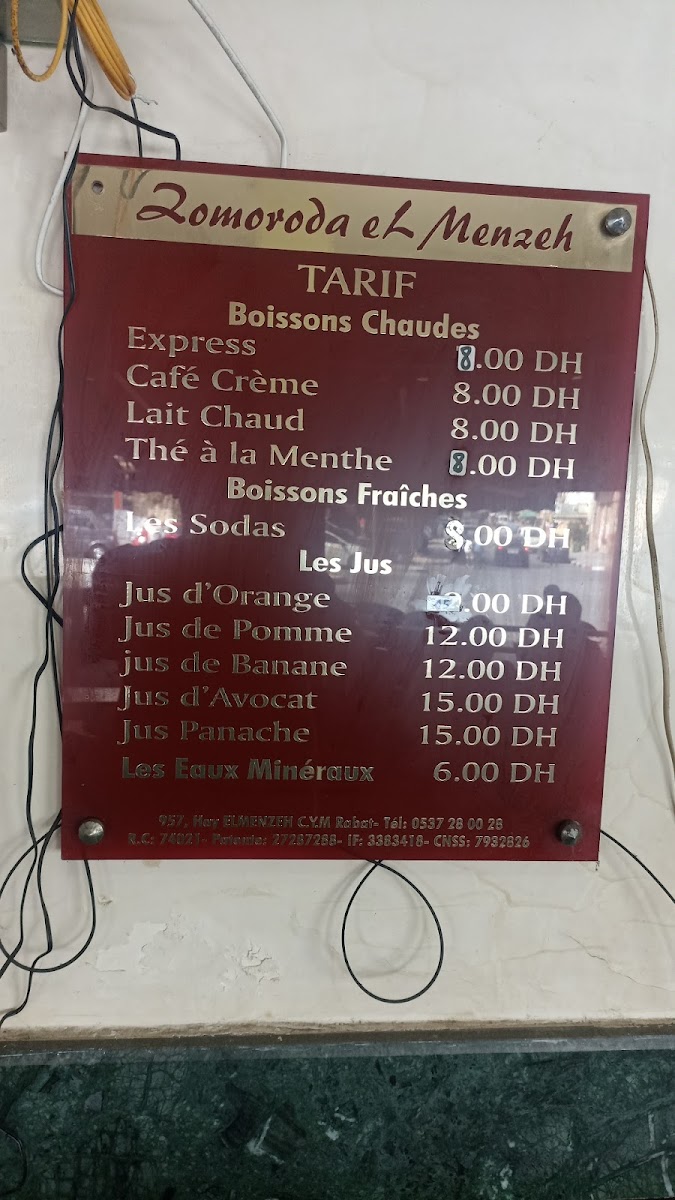 Zomoroda eL Menzeh
TARIF
Boissons Chaudes
Express 8.00 DH
Café Crème 8.00 DH
Lait Chaud 8.00 DH
Thé à la Menthe 8.00 DH
Boissons Fraîches
Les Sodas 8.00 DH
Les Jus
Jus d'Orange .00 DH
Jus de Pomme 12.00 DH
jus de Banane 12.00 DH
Jus d'Avocat 15.00 DH
Jus Panache 15.00 DH
Les Eaux Minéraux 6.00 DH
957, Hay ELMENZEH C.Y.M Rabat- Tél: 0537 28 00 28
R.C: 74021- Patente: 27287288- IF: 3383418- CNSS: 7932826